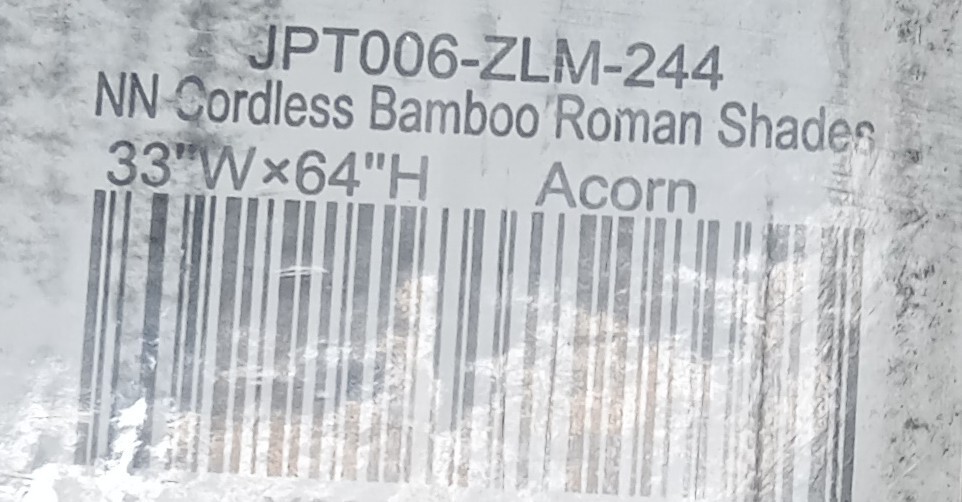 JPT006-ZLM-244
NN Cordless Bamboo Roman Shades
33"W×64"H Acorn